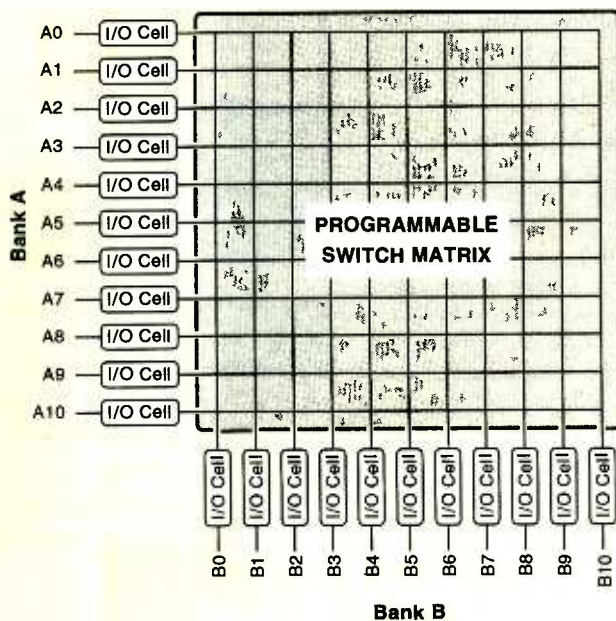 A0 I/O Cell
A1 I/O Cell
A2 I/O Cell
A3 I/O Cell
A4 I/O Cell
A5 I/O Cell
A6 I/O Cell
A7 I/O Cell
A8 I/O Cell
A9 I/O Cell
A10 I/O Cell
Bank A
PROGRAMMABLE
SWITCH MATRIX
I/O Cell I/O Cell I/O Cell I/O Cell I/O Cell I/O Cell I/O Cell I/O Cell I/O Cell I/O Cell I/O Cell
B0 B1 B2 B3 B4 B5 B6 B7 B8 B9 B10
Bank B